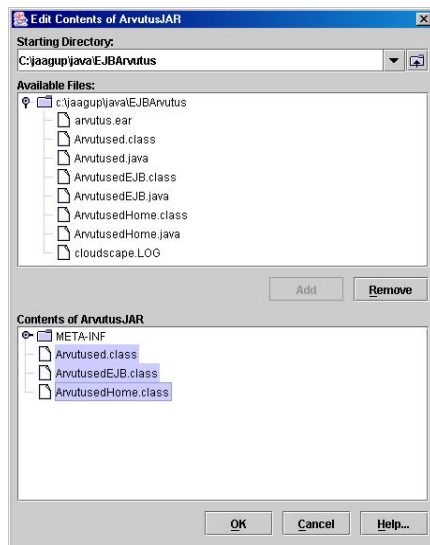 Edit Contents of ArvutusJAR
Starting Directory:
C:\jaagup\java\EJBArvutus
Available Files:
c:\jaagup\java\EJBArvutus
arvutus.ear
Arvutused.class
Arvutused.java
ArvutusedEJB.class
ArvutusedEJB.java
ArvutusedHome.class
ArvutusedHome.java
cloudscape.LOG
Add Remove
Contents of ArvutusJAR
META-INF
Arvutused.class
ArvutusedEJB.class
ArvutusedHome.class
OK Cancel Help...